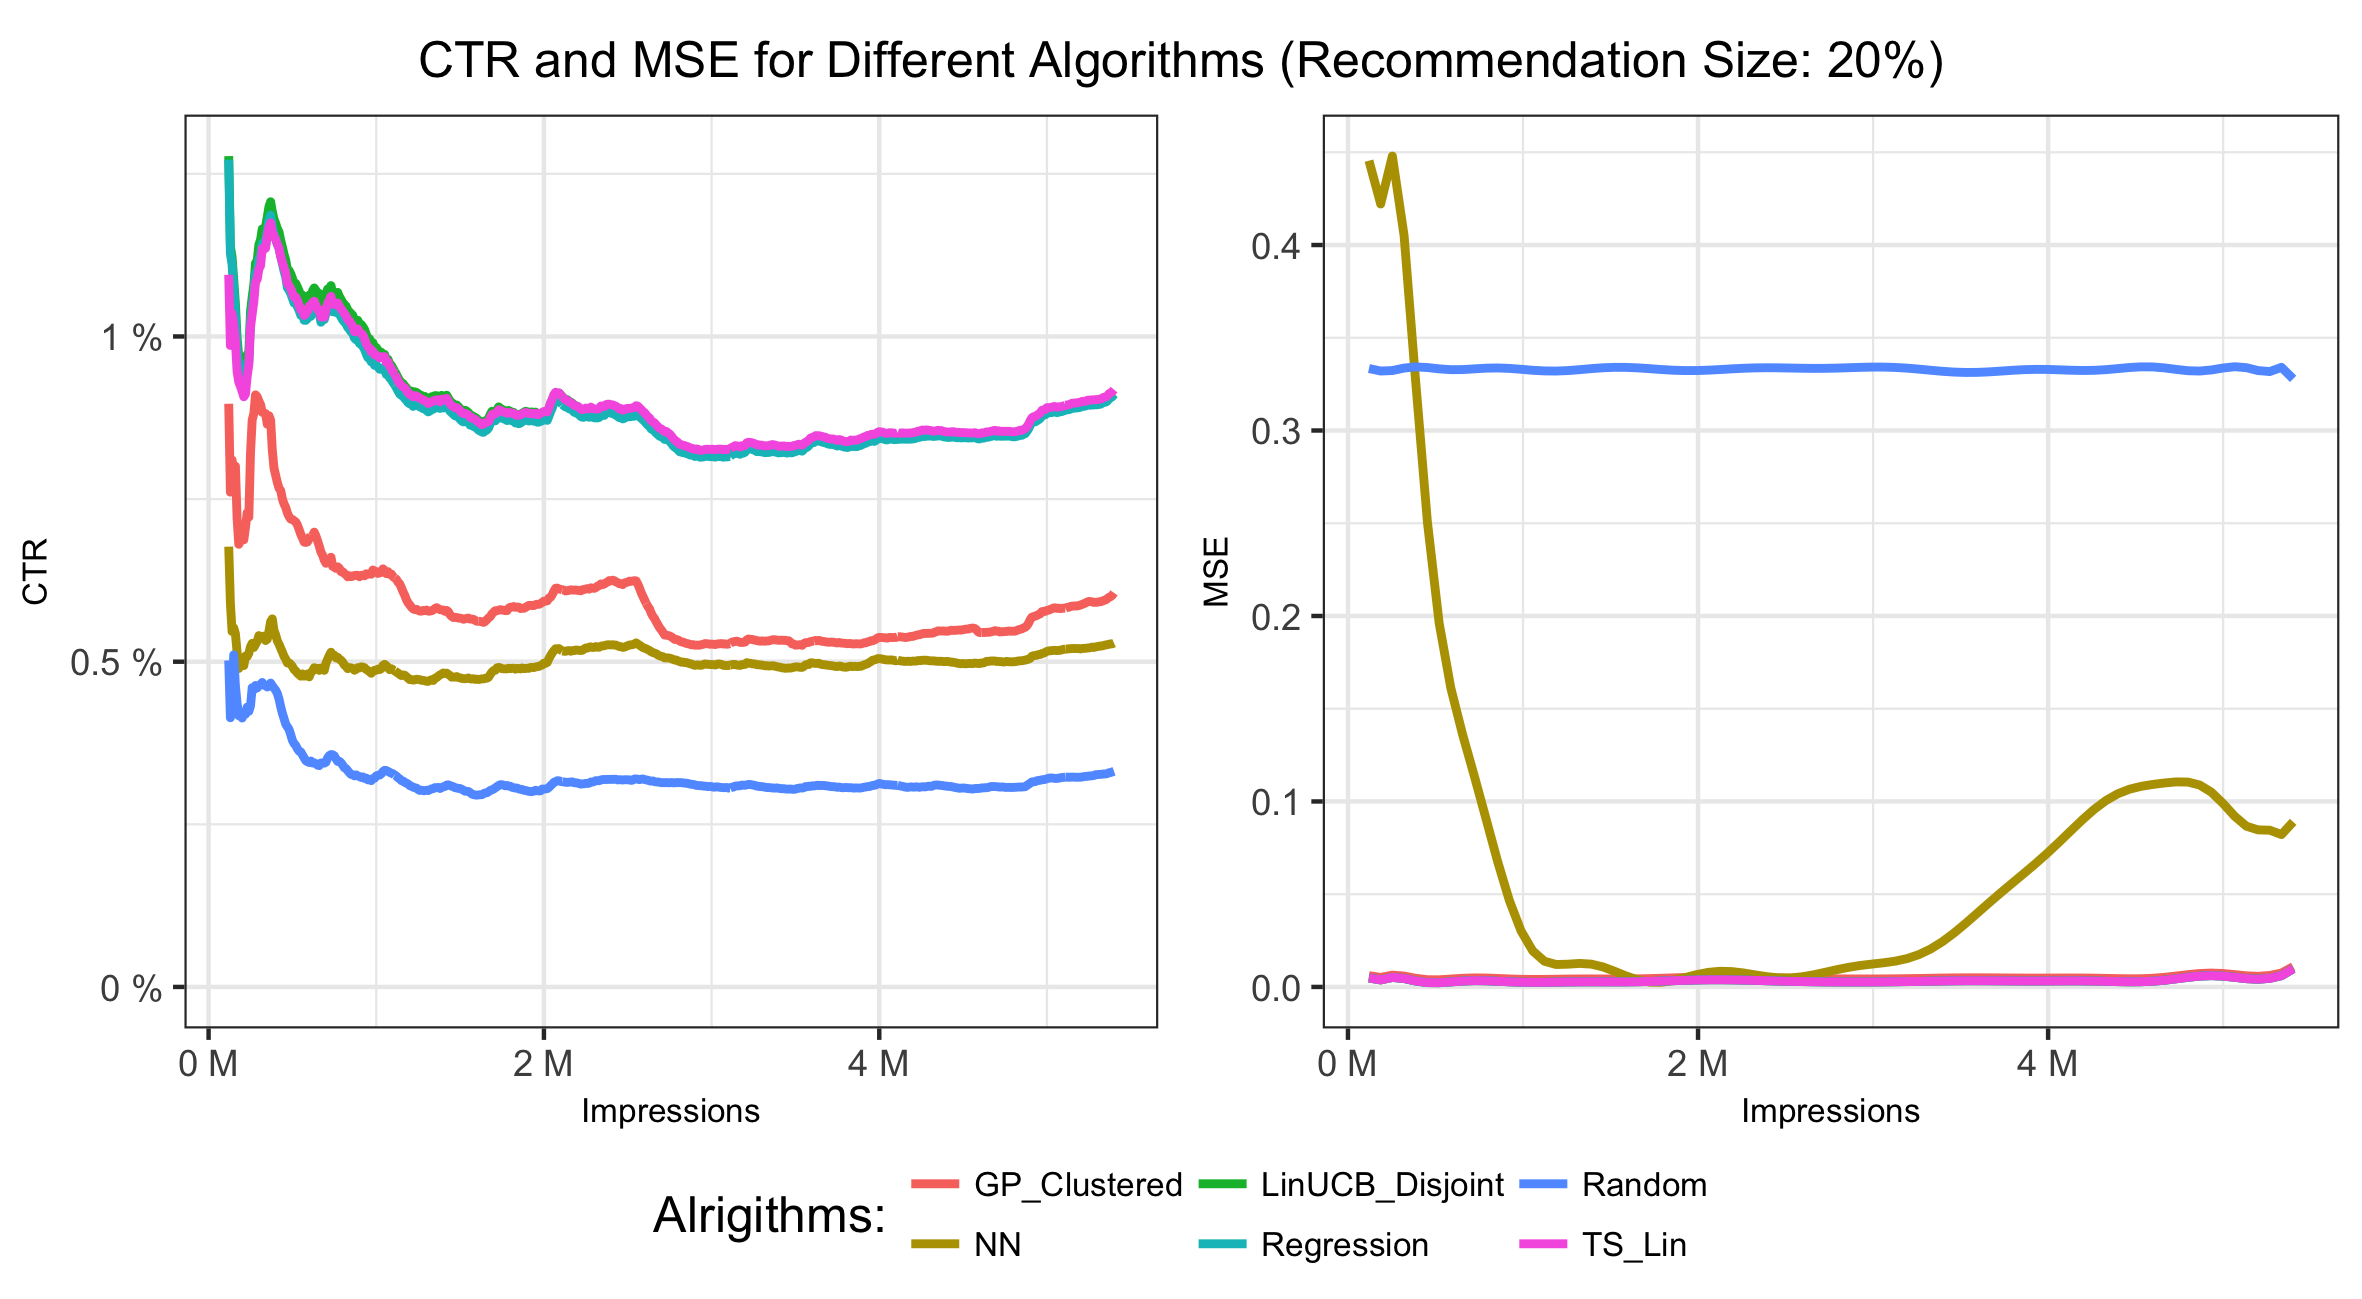 CTR and MSE for Different Algorithms (Recommendation Size: 20%)
CTR
1 %
0.5 %
0 %
0 M
2 M
4 M
Impressions
MSE
0.4
0.3
0.2
0.1
0.0
0 M
2 M
4 M
Impressions
Alrigithms:
GP_Clustered
LinUCB_Disjoint
Random
NN
Regression
TS_Lin